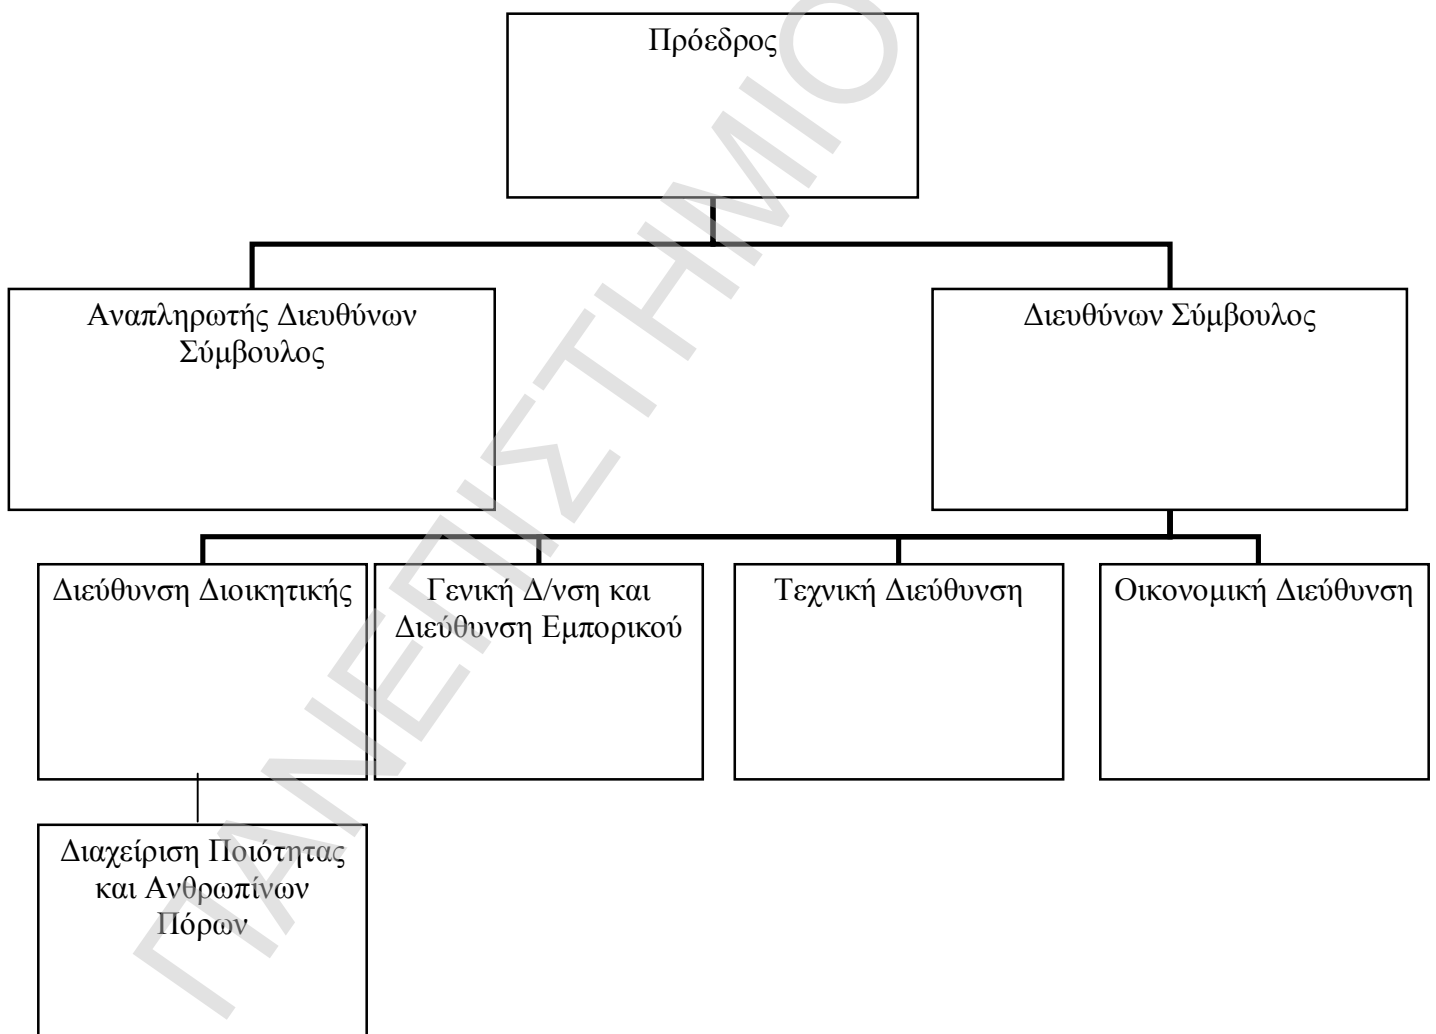 Πρόεδρος
Αναπληρωτής Διευθύνων
Σύμβουλος
Διευθύνων Σύμβουλος
Διεύθυνση Διοικητικής
Γενική Δ/νση και
Διεύθυνση Εμπορικού
Τεχνική Διεύθυνση
Οικονομική Διεύθυνση
Διαχείριση Ποιότητας
και Ανθρωπίνων
Πόρων
ΠΑΝΕΠΙΣΤΗΜΙΟ